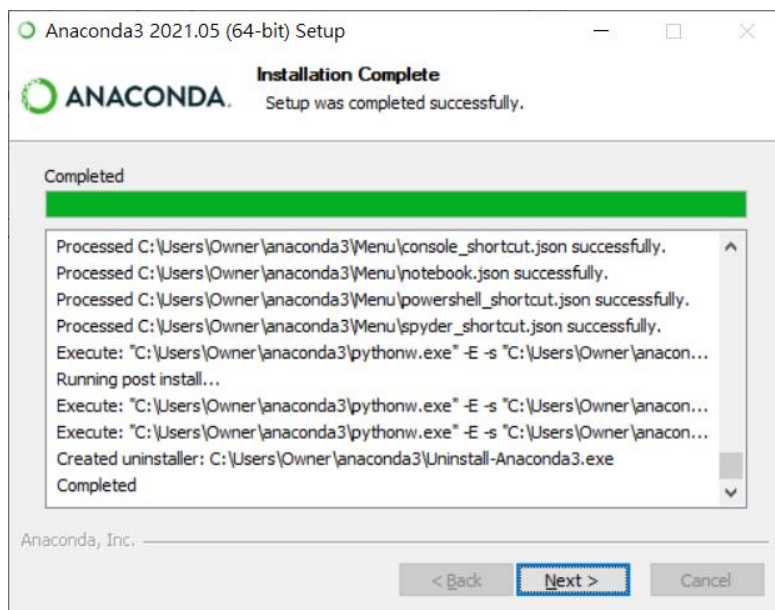 Anaconda3 2021.05 (64-bit) Setup
ANACONDA.
Installation Complete
Setup was completed successfully.
Completed
Processed C:\Users\Owner\anaconda3\Menu\console_shortcut.json successfully.
Processed C:\Users\Owner\anaconda3\Menu\notebook.json successfully.
Processed C:\Users\Owner\anaconda3\Menu\powershell_shortcut.json successfully.
Processed C:\Users\Owner\anaconda3\Menu\spyder_shortcut.json successfully.
Execute: "C:\Users\Owner\anaconda3\pythonw.exe" -E -s "C:\Users\Owner\anacon...
Running post install...
Execute: "C:\Users\Owner\anaconda3\pythonw.exe" -E -s "C:\Users\Owner\anacon...
Execute: "C:\Users\Owner\anaconda3\pythonw.exe" -E -s "C:\Users\Owner\anacon...
Created uninstaller: C:\Users\Owner\anaconda3\Uninstall-Anaconda3.exe
Completed
Anaconda, Inc.
< Back
Next >
Cancel